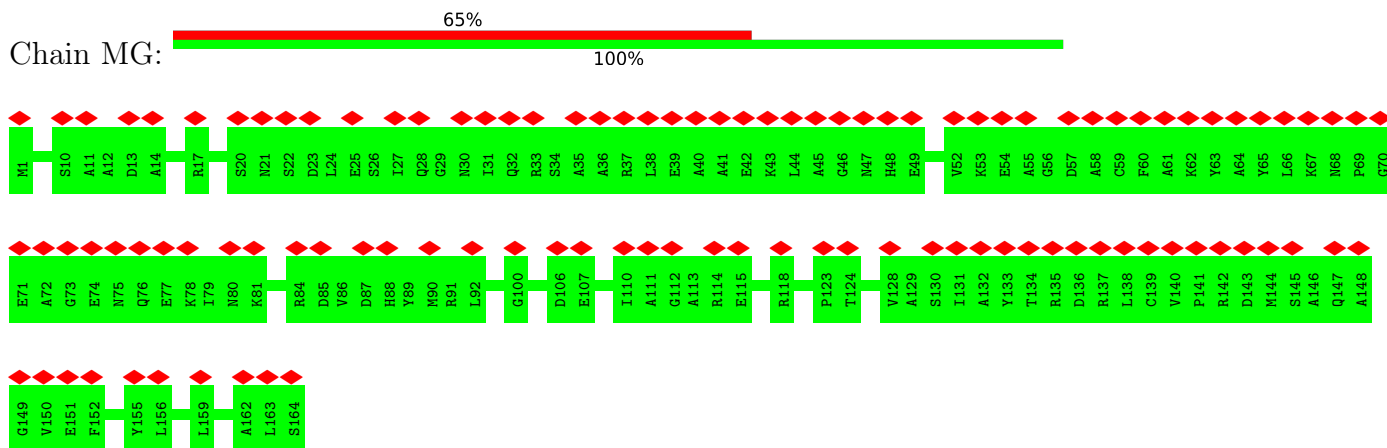 65%
Chain MG:
100%
M1 S10 A11 A12 D13 A14 R17 S20 N21 S22 D23 L24 E25 S26 I27 Q28 G29 N30 I31 Q32 R33 S34 A35 A36 R37 L38 E39 A40 A41 E42 K43 L44 A45 G46 N47 H48 E49 V52 K53 E54 A55 G56 D57 A58 C59 F60 A61 K62 Y63 A64 Y65 L66 K67 N68 P69 G70
E71 A72 G73 E74 N75 Q76 E77 K78 I79 N80 K81 R84 D85 V86 D87 H88 Y89 M90 R91 L92 G100 D106 E107 I110 A111 G112 A113 R114 E115 R118 P123 T124 V128 A129 S130 I131 A132 Y133 T134 R135 D136 R137 L138 C139 V140 P141 R142 D143 M144 S145 A146 Q147 A148
G149 V150 E151 F152 Y155 L156 L159 A162 L163 S164